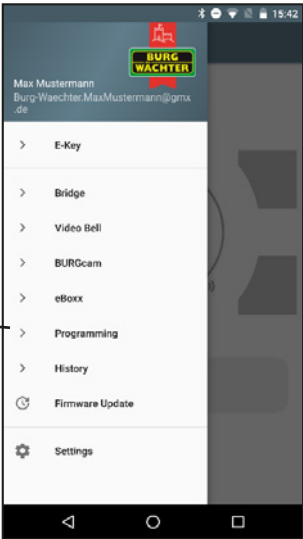 15:42
BURG
WÄCHTER
Max Mustermann
Burg-Waechter.MaxMustermann@gmx
.de
E-Key
Bridge
Video Bell
BURGcam
eBoxx
Programming
History
Firmware Update
Settings